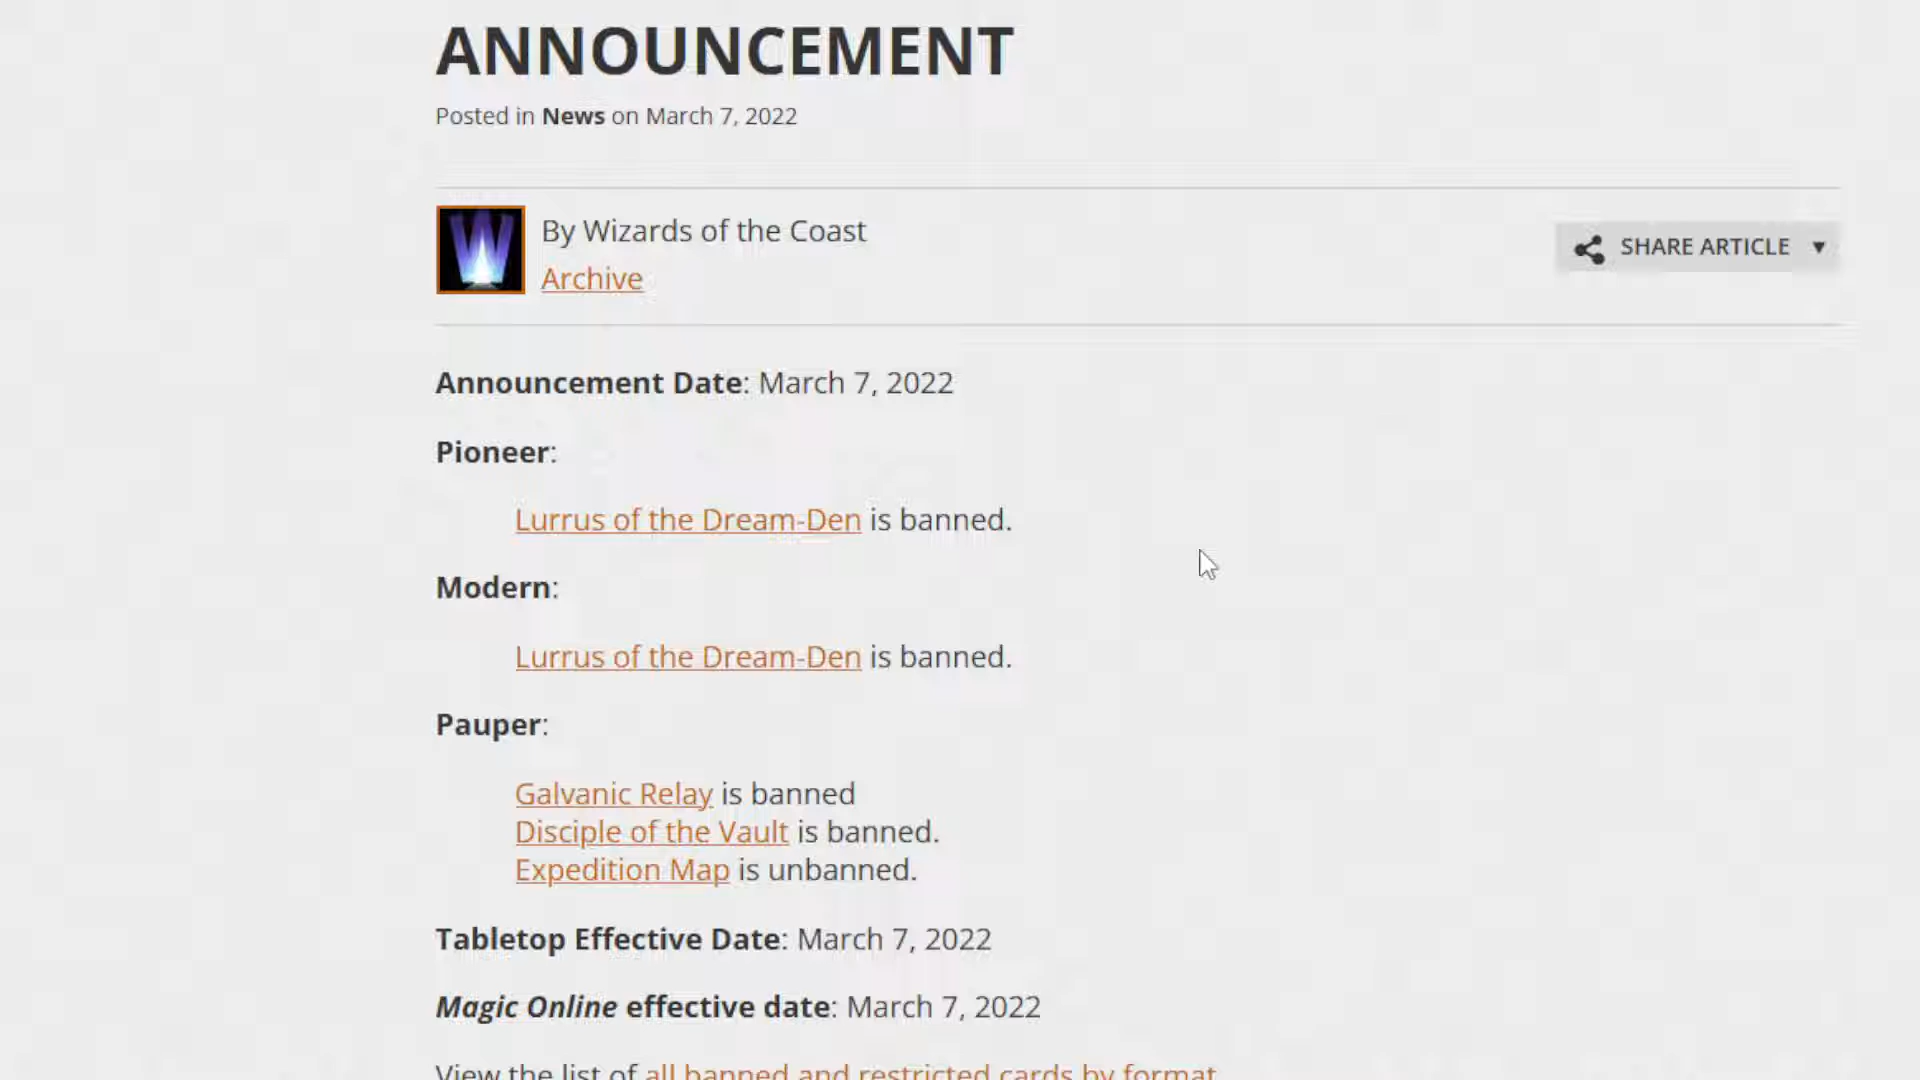 ANNOUNCEMENT
Posted in News on March 7, 2022
By Wizards of the Coast
SHARE ARTICLE ▼
Archive
Announcement Date: March 7, 2022
Pioneer:
Lurrus of the Dream-Den is banned.
Modern:
Lurrus of the Dream-Den is banned.
Pauper:
Galvanic Relay is banned
Disciple of the Vault is banned.
Expedition Map is unbanned.
Tabletop Effective Date: March 7, 2022
Magic Online effective date: March 7, 2022
View the list of all banned and restricted cards by format